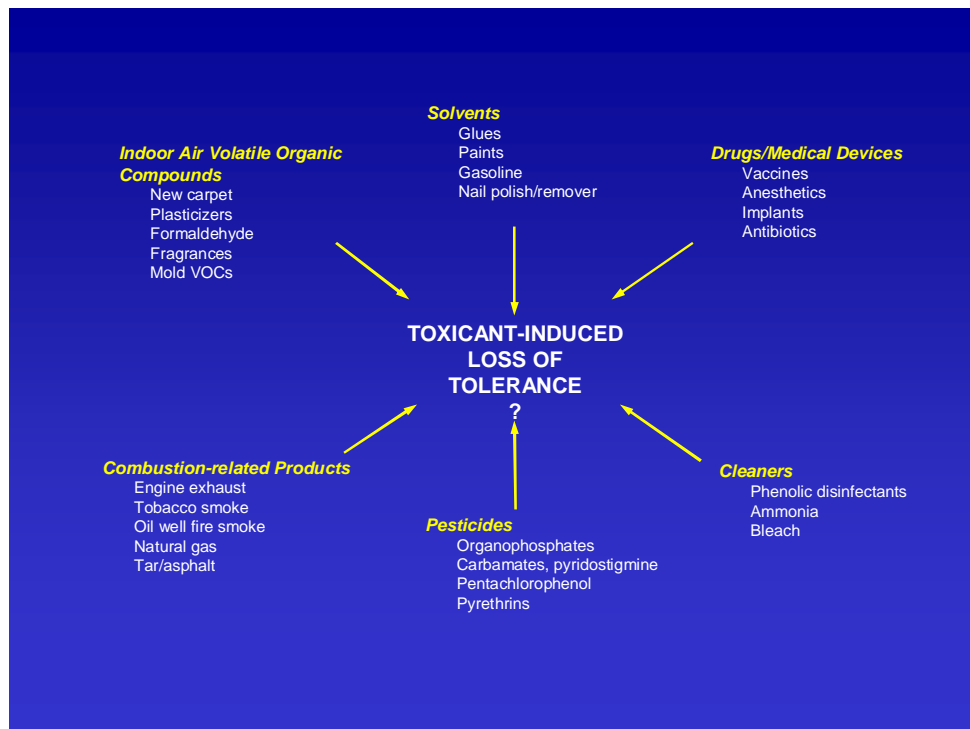 Solvents
Glues
Paints
Gasoline
Nail polish/remover
Indoor Air Volatile Organic
Compounds
New carpet
Plasticizers
Formaldehyde
Fragrances
Mold VOCs
Drugs/Medical Devices
Vaccines
Anesthetics
Implants
Antibiotics
TOXICANT-INDUCED
LOSS OF
TOLERANCE
?
Combustion-related Products
Engine exhaust
Tobacco smoke
Oil well fire smoke
Natural gas
Tar/asphalt
Pesticides
Organophosphates
Carbamates, pyridostigmine
Pentachlorophenol
Pyrethrins
Cleaners
Phenolic disinfectants
Ammonia
Bleach